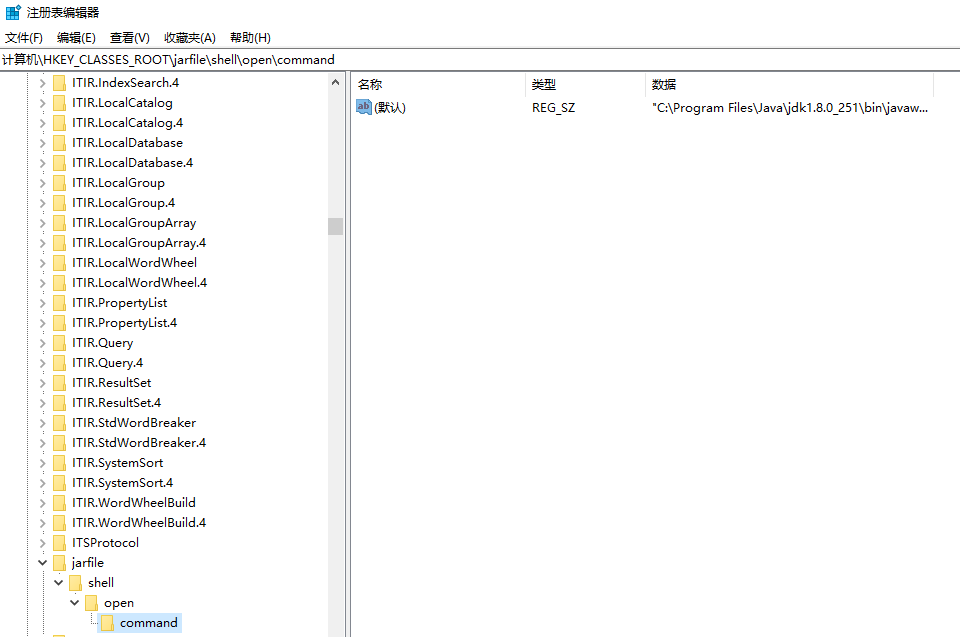 注册表编辑器
文件(F) 编辑(E) 查看(V) 收藏夹(A) 帮助(H)
计算机\HKEY_CLASSES_ROOT\jarfile\shell\open\command
ITIR.IndexSearch.4
ITIR.LocalCatalog
ITIR.LocalCatalog.4
ITIR.LocalDatabase
ITIR.LocalDatabase.4
ITIR.LocalGroup
ITIR.LocalGroup.4
ITIR.LocalGroupArray
ITIR.LocalGroupArray.4
ITIR.LocalWordWheel
ITIR.LocalWordWheel.4
ITIR.PropertyList
ITIR.PropertyList.4
ITIR.Query
ITIR.Query.4
ITIR.ResultSet
ITIR.ResultSet.4
ITIR.StdWordBreaker
ITIR.StdWordBreaker.4
ITIR.SystemSort
ITIR.SystemSort.4
ITIR.WordWheelBuild
ITIR.WordWheelBuild.4
ITSProtocol
jarfile
shell
open
command
名称 类型 数据
ab (默认) REG_SZ "C:\Program Files\Java\jdk1.8.0_251\bin\javaw...